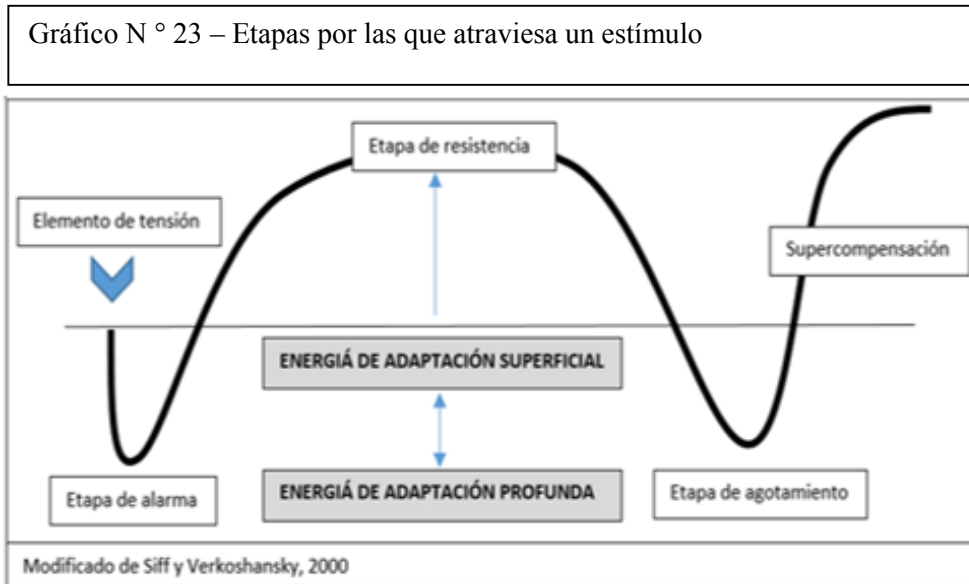 Gráfico N ° 23 – Etapas por las que atraviesa un estímulo
Etapa de resistencia
Elemento de tensión
Supercompensación
ENERGIÁ DE ADAPTACIÓN SUPERFICIAL
Etapa de alarma
ENERGIÁ DE ADAPTACIÓN PROFUNDA
Etapa de agotamiento
Modificado de Siff y Verkoshansky, 2000